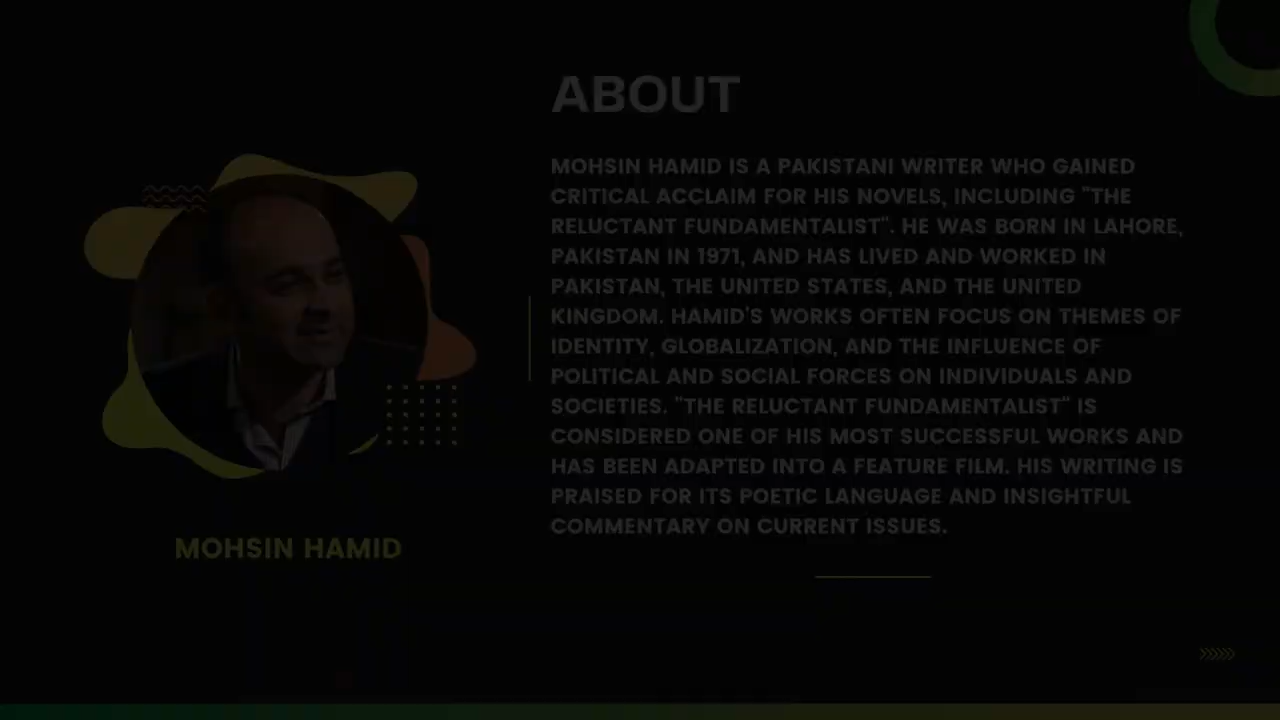 ABOUT
MOHSIN HAMID IS A PAKISTANI WRITER WHO GAINED
CRITICAL ACCLAIM FOR HIS NOVELS, INCLUDING "THE
RELUCTANT FUNDAMENTALIST". HE WAS BORN IN LAHORE,
PAKISTAN IN 1971, AND HAS LIVED AND WORKED IN
PAKISTAN, THE UNITED STATES, AND THE UNITED
KINGDOM. HAMID'S WORKS OFTEN FOCUS ON THEMES OF
IDENTITY, GLOBALIZATION, AND THE INFLUENCE OF
POLITICAL AND SOCIAL FORCES ON INDIVIDUALS AND
SOCIETIES. "THE RELUCTANT FUNDAMENTALIST" IS
CONSIDERED ONE OF HIS MOST SUCCESSFUL WORKS AND
HAS BEEN ADAPTED INTO A FEATURE FILM. HIS WRITING IS
PRAISED FOR ITS POETIC LANGUAGE AND INSIGHTFUL
COMMENTARY ON CURRENT ISSUES.
MOHSIN HAMID